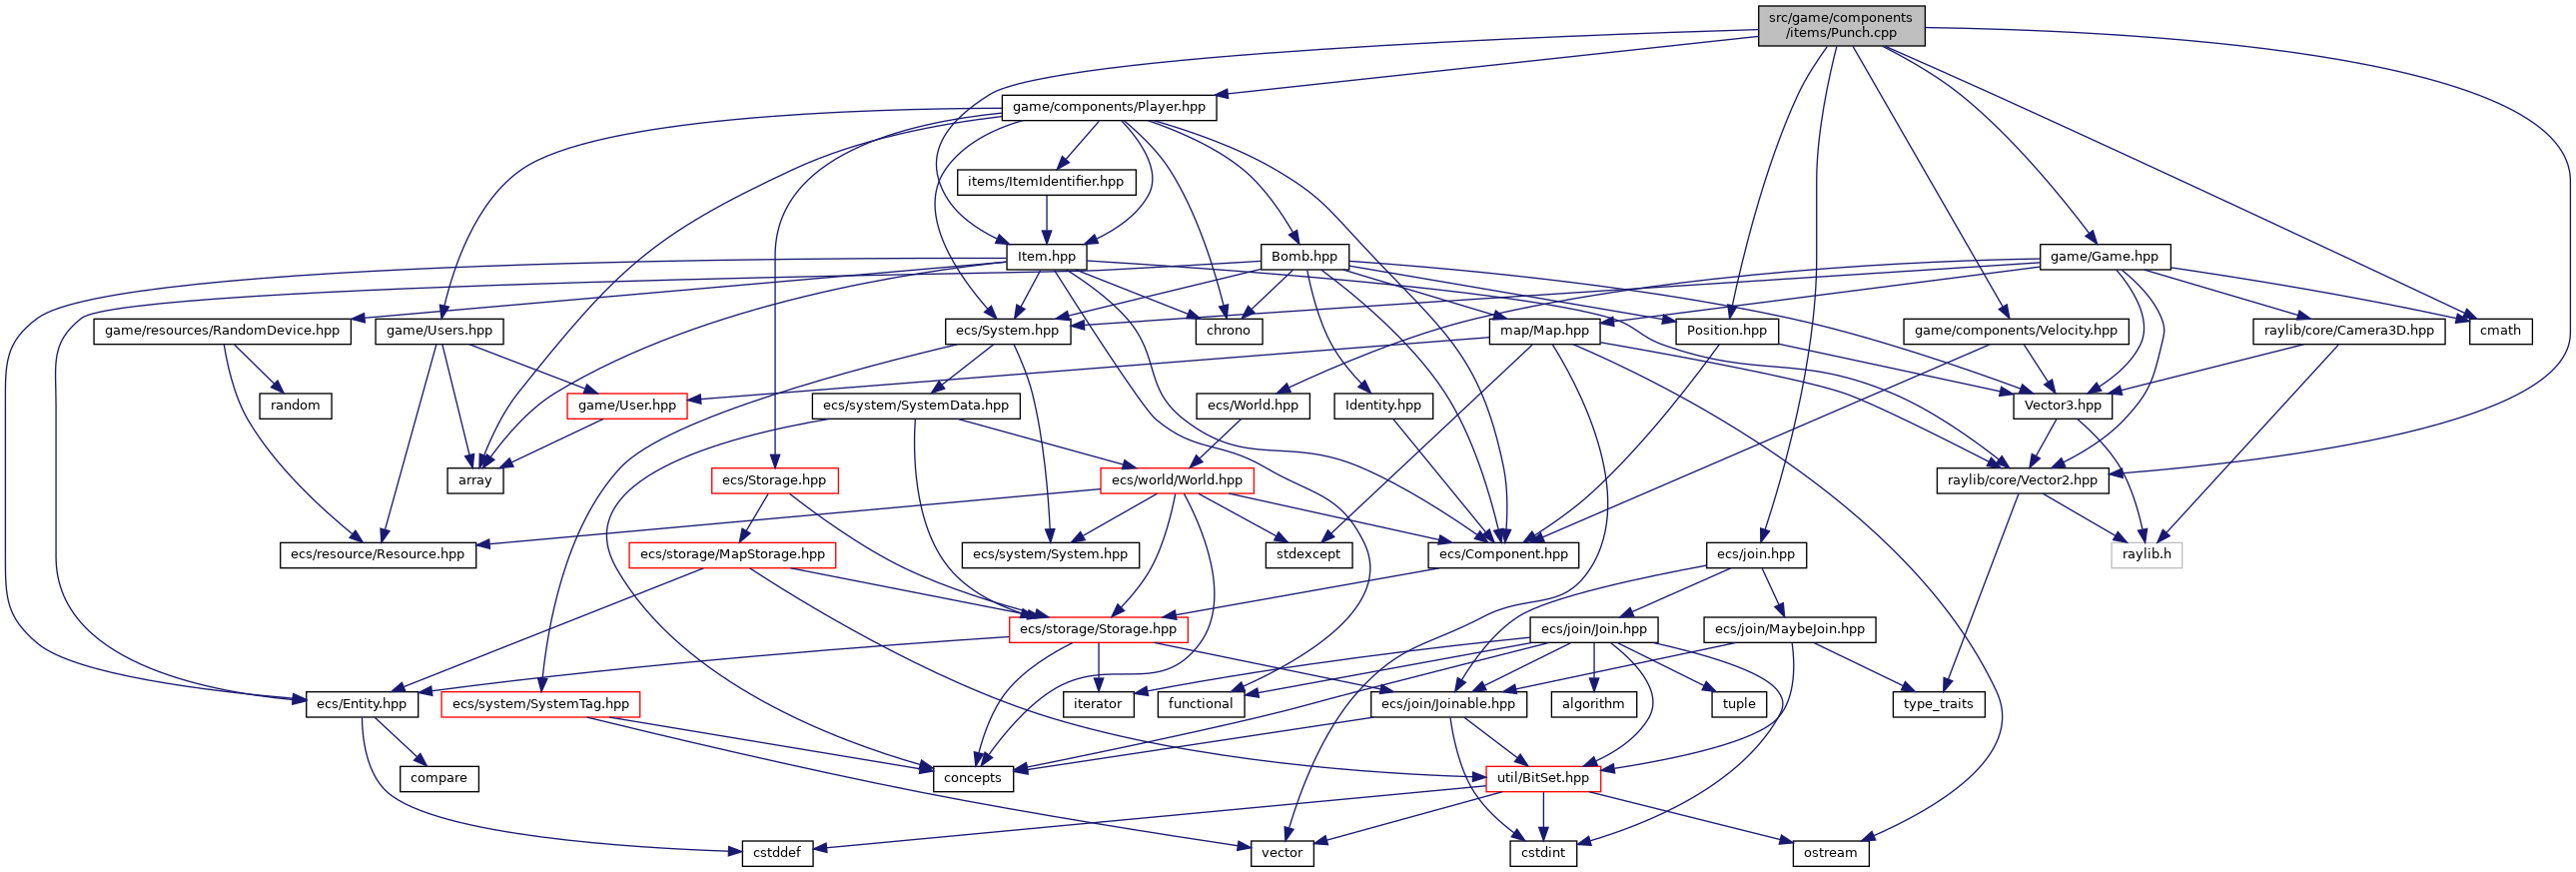 src/game/components
/items/Punch.cpp
game/components/Player.hpp
items/ItemIdentifier.hpp
Item.hpp
Bomb.hpp
game/Game.hpp
game/resources/RandomDevice.hpp
game/Users.hpp
ecs/System.hpp
chrono
map/Map.hpp
Position.hpp
game/components/Velocity.hpp
raylib/core/Camera3D.hpp
cmath
random
game/User.hpp
ecs/system/SystemData.hpp
ecs/World.hpp
Identity.hpp
Vector3.hpp
array
ecs/Storage.hpp
ecs/world/World.hpp
raylib/core/Vector2.hpp
ecs/resource/Resource.hpp
ecs/storage/MapStorage.hpp
ecs/system/System.hpp
stdexcept
ecs/Component.hpp
ecs/join.hpp
raylib.h
ecs/storage/Storage.hpp
ecs/join/Join.hpp
ecs/join/MaybeJoin.hpp
ecs/Entity.hpp
ecs/system/SystemTag.hpp
iterator
functional
ecs/join/Joinable.hpp
algorithm
tuple
type_traits
compare
concepts
util/BitSet.hpp
cstddef
vector
cstdint
ostream